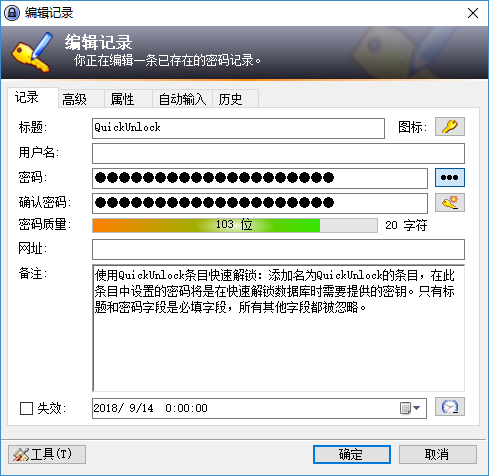 编辑记录
编辑记录
你正在编辑一条已存在的密码记录。
记录 高级 属性 自动输入 历史
标题: QuickUnlock 图标:
用户名:
密码: ●●●●●●●●●●●●●●●●●●●●
确认密码: ●●●●●●●●●●●●●●●●●●●●
密码质量: 103 位 20 字符
网址:
备注:
使用QuickUnlock条目快速解锁：添加名为QuickUnlock的条目，在此
条目中设置的密码将是在快速解锁数据库时需要提供的密钥。只有标
题和密码字段是必填字段，所有其他字段都被忽略。
失效: 2018/ 9/14 0:00:00
工具(T) 确定 取消